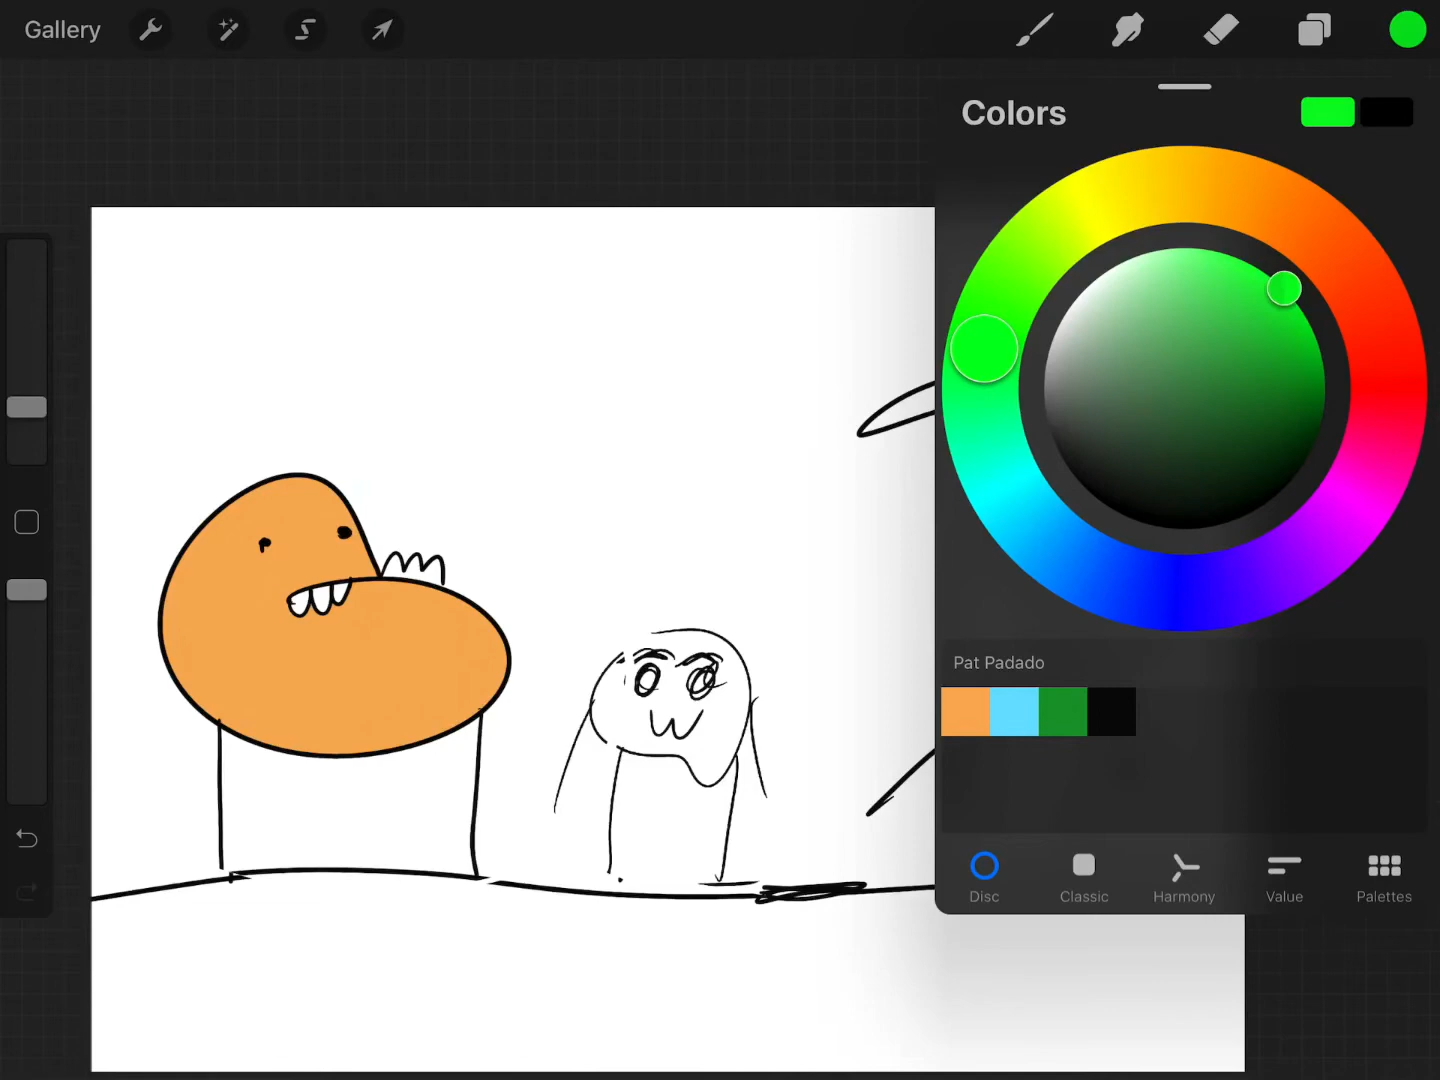 Gallery
Colors
Pat Padado
Disc
Classic
Harmony
Value
Palettes